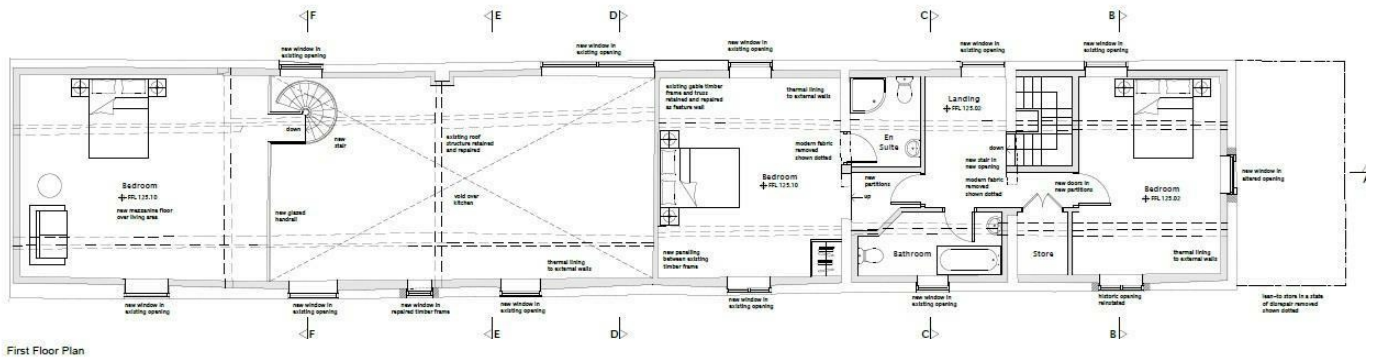 F
E
D
C
B
new window in
existing opening
new window in
existing opening
new window in
existing opening
new window in
existing opening
new window in
existing opening
existing gable timber
frame and truss
retained and repaired
as feature wall
thermal lining
to external walls
Landing
FFL 125.02
down
new
stair
existing roof
structure retained
and repaired
modern fabric
removed
shown dotted
En
Suite
down
new stair in
new opening
modern fabric
removed
shown dotted
new window in
altered opening
A
Bedroom
FFL 125.10
new mezzanine floor
over living area
void over
kitchen
Bedroom
FFL 125.10
new
partitions
up
new doors in
new partitions
Bedroom
FFL 125.02
new glazed
handrail
thermal lining
to external walls
new panelling
between existing
timber frame
Bathroom
Store
thermal lining
to external walls
new window in
existing opening
new window in
existing opening
new window in
repaired timber frame
new window in
existing opening
new window in
existing opening
new window in
existing opening
historic opening
reinstated
lean-to store in a state
of disrepair removed
shown dotted
F
E
D
C
B
First Floor Plan